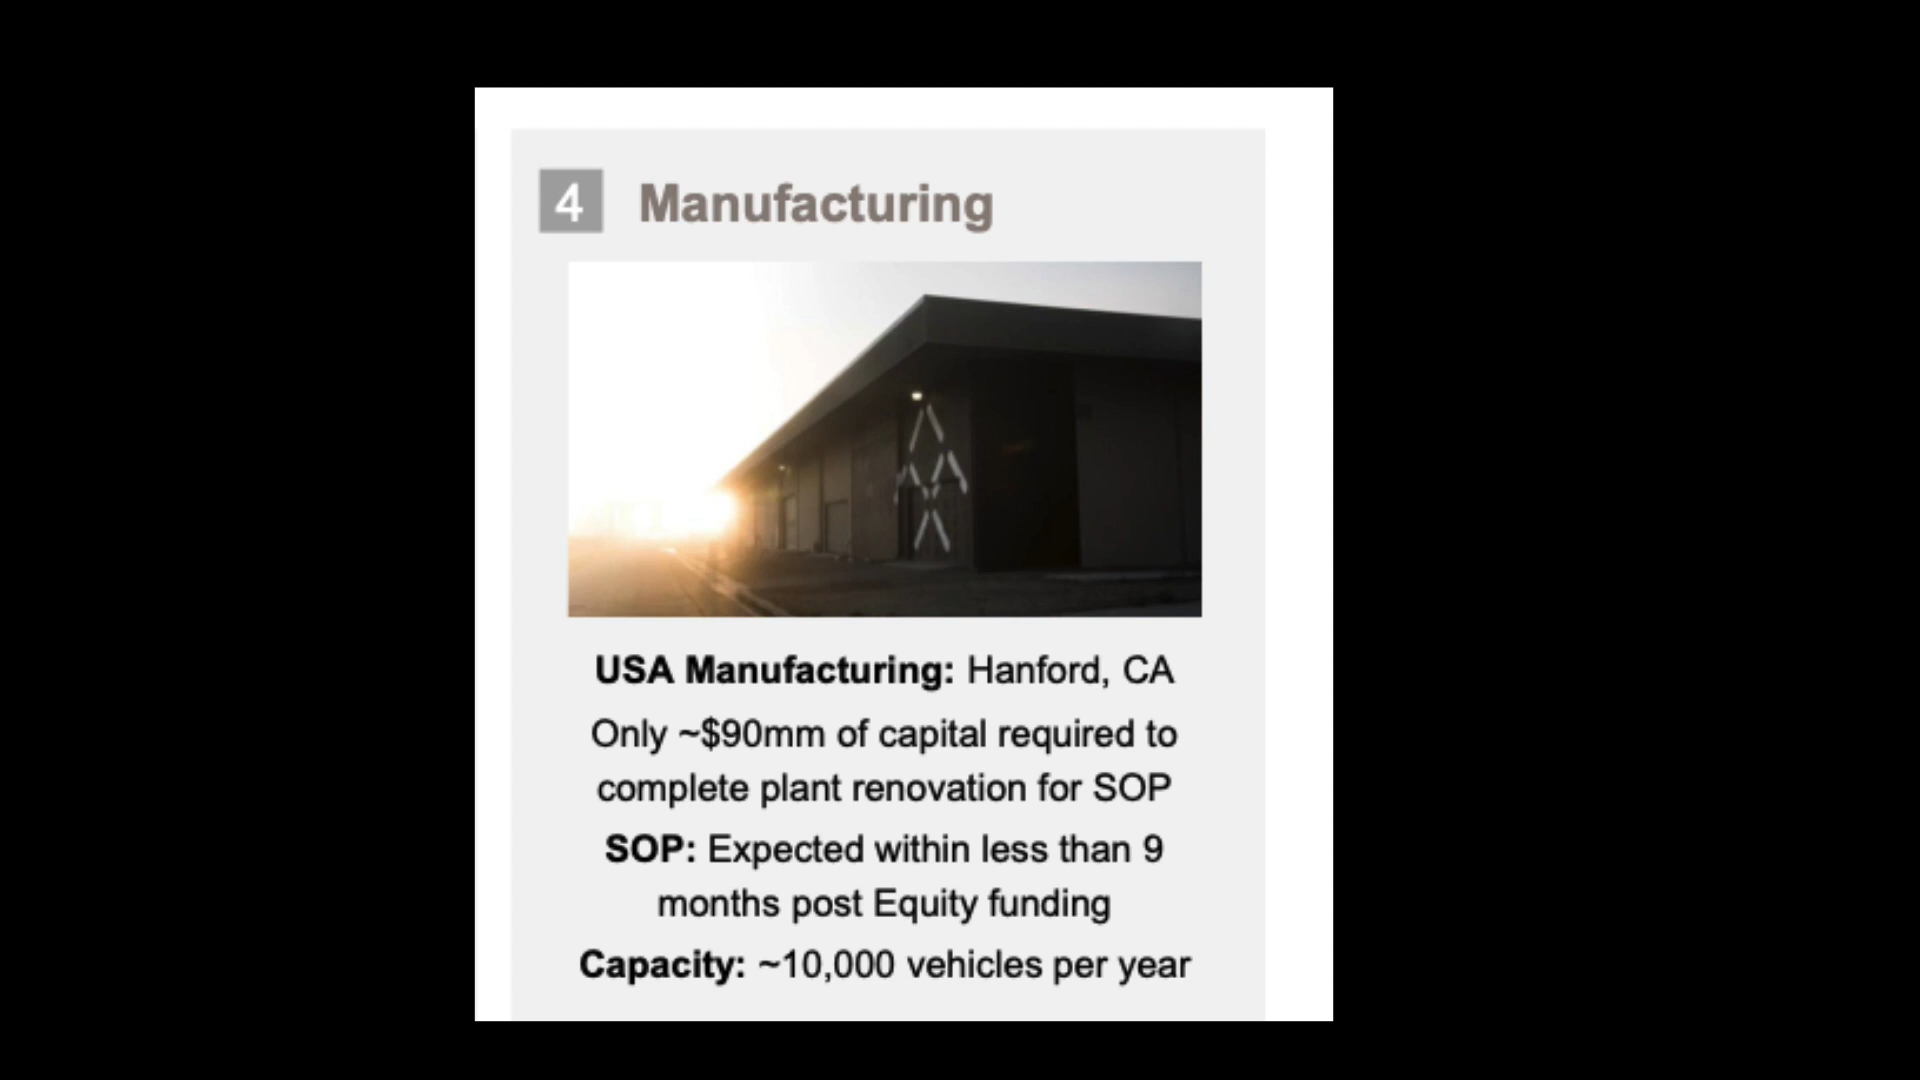 4 Manufacturing
USA Manufacturing: Hanford, CA
Only ~$90mm of capital required to
complete plant renovation for SOP
SOP: Expected within less than 9
months post Equity funding
Capacity: ~10,000 vehicles per year